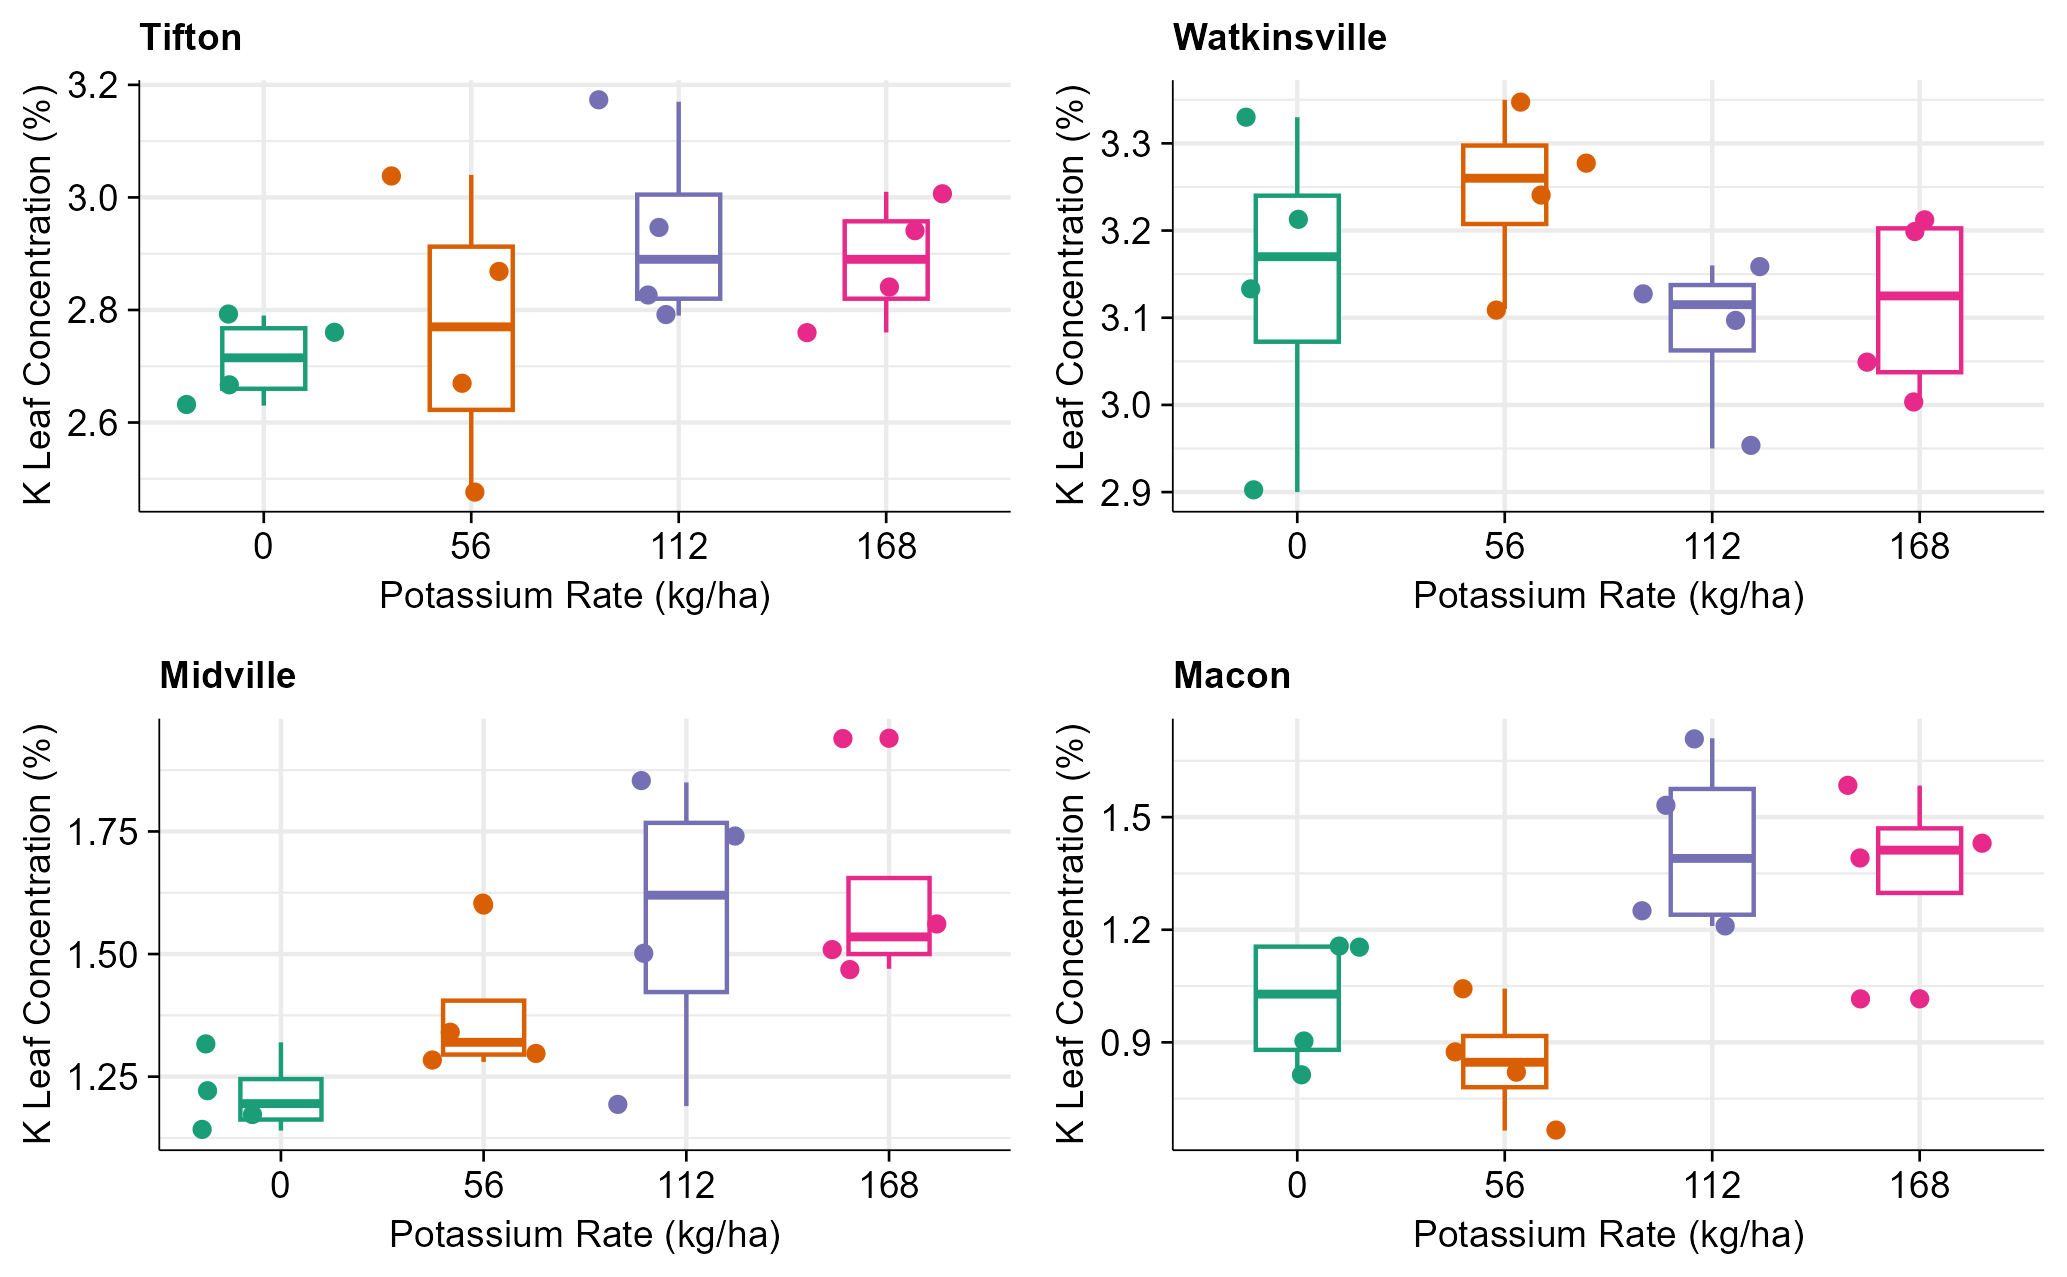 Tifton
K Leaf Concentration (%)
3.2
3.0
2.8
2.6
0 56 112 168
Potassium Rate (kg/ha)
Watkinsville
K Leaf Concentration (%)
3.3
3.2
3.1
3.0
2.9
0 56 112 168
Potassium Rate (kg/ha)
Midville
K Leaf Concentration (%)
1.75
1.50
1.25
0 56 112 168
Potassium Rate (kg/ha)
Macon
K Leaf Concentration (%)
1.5
1.2
0.9
0 56 112 168
Potassium Rate (kg/ha)